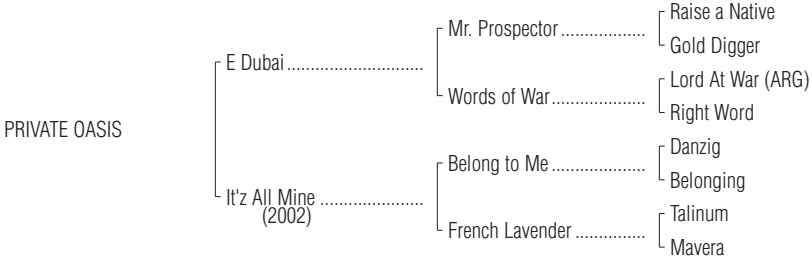 Raise a Native
Mr. Prospector..................
Gold Digger
E Dubai.............................
Lord At War (ARG)
Words of War....................
Right Word
PRIVATE OASIS
Danzig
Belong to Me....................
Belonging
It'z All Mine ......................
(2002)
Talinum
French Lavender ...............
Mavera